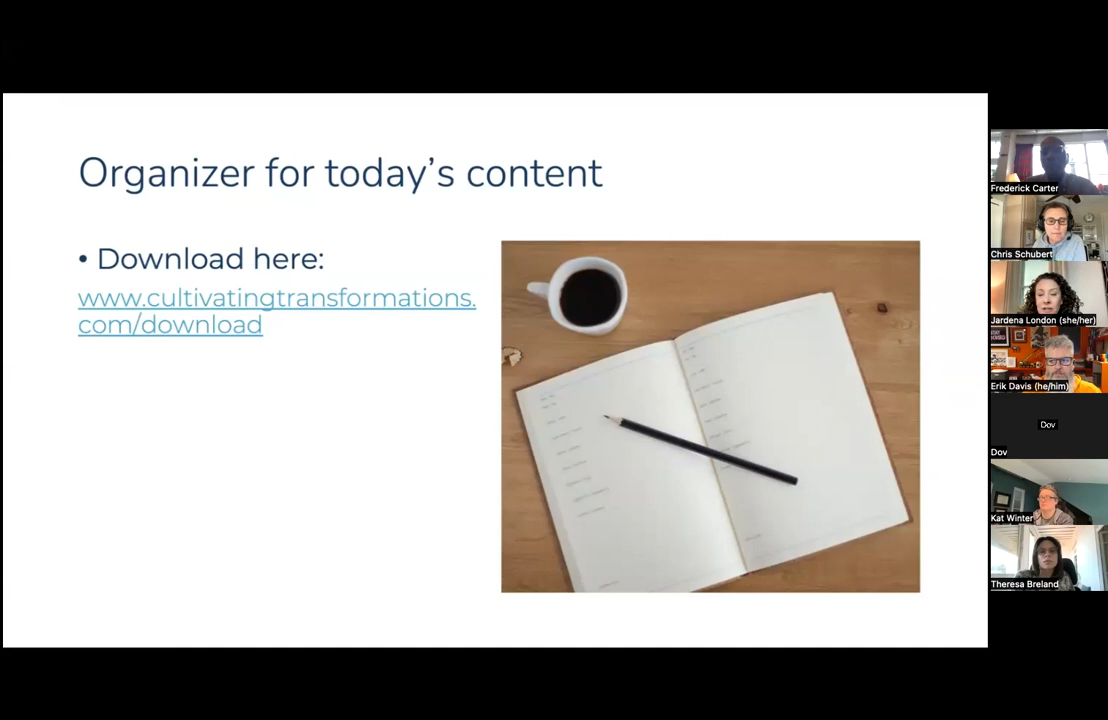 Organizer for today’s content
• Download here:
www.cultivatingtransformations.
com/download
Frederick Carter
Chris Schubert
Jardena London (she/her)
Erik Davis (he/him)
Dov
Dov
Kat Winter
Theresa Breland